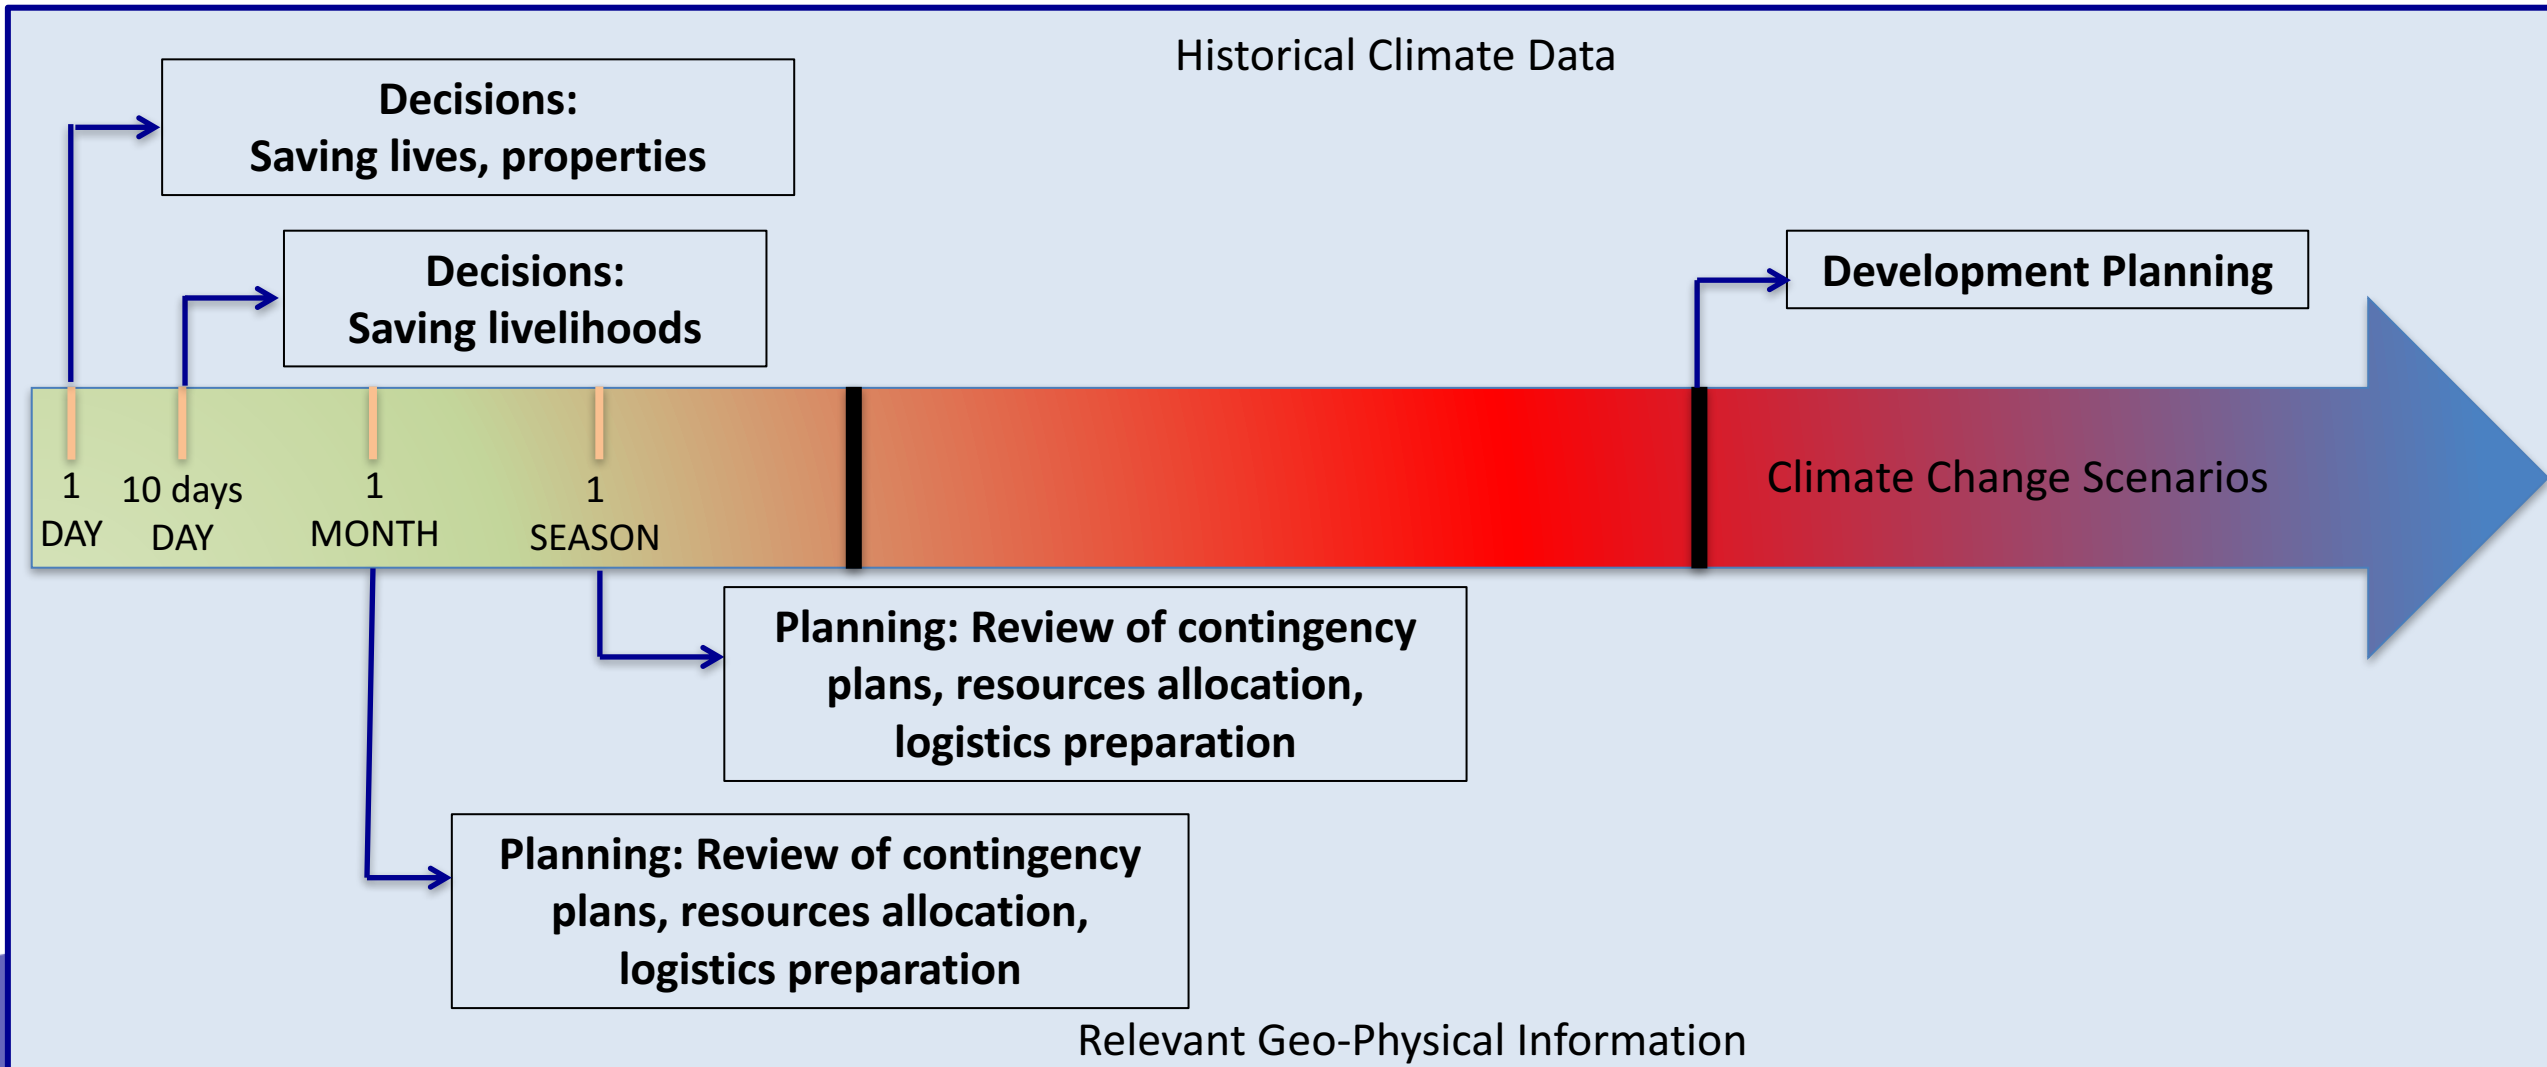 Historical Climate Data
Decisions:
Saving lives, properties
Decisions:
Saving livelihoods
Development Planning
1
DAY
10 days
DAY
1
MONTH
1
SEASON
Climate Change Scenarios
Planning: Review of contingency
plans, resources allocation,
logistics preparation
Planning: Review of contingency
plans, resources allocation,
logistics preparation
Relevant Geo-Physical Information